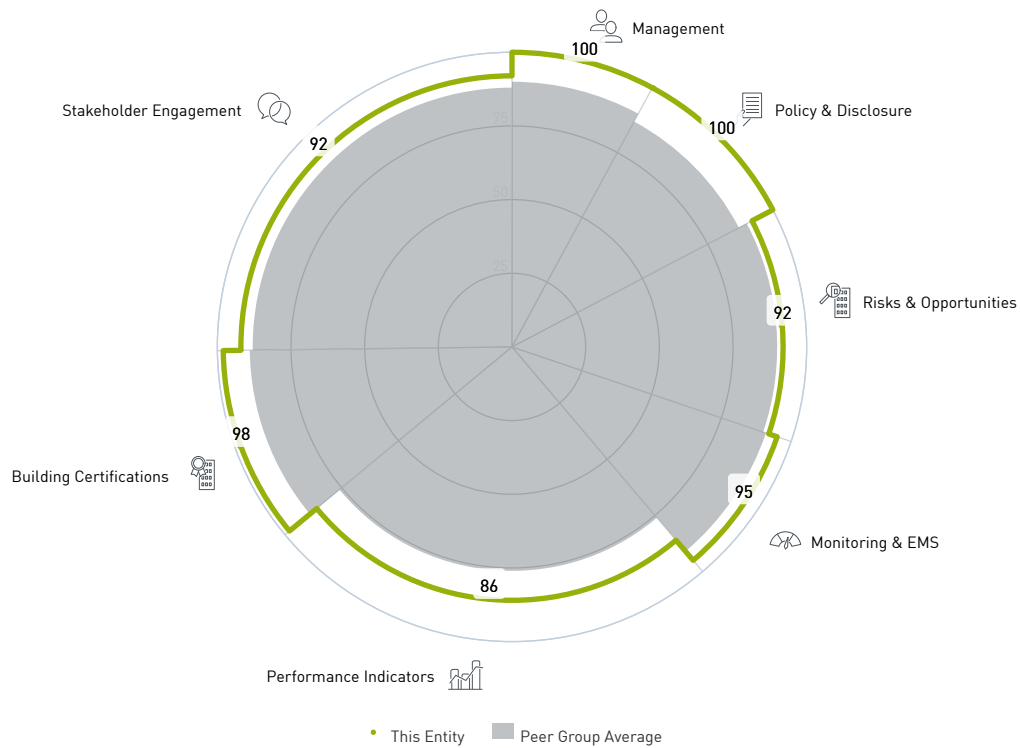 Management
100
Policy & Disclosure
100
Stakeholder Engagement
92
75
50
25
Risks & Opportunities
92
Building Certifications
98
Monitoring & EMS
95
86
Performance Indicators
This Entity
Peer Group Average